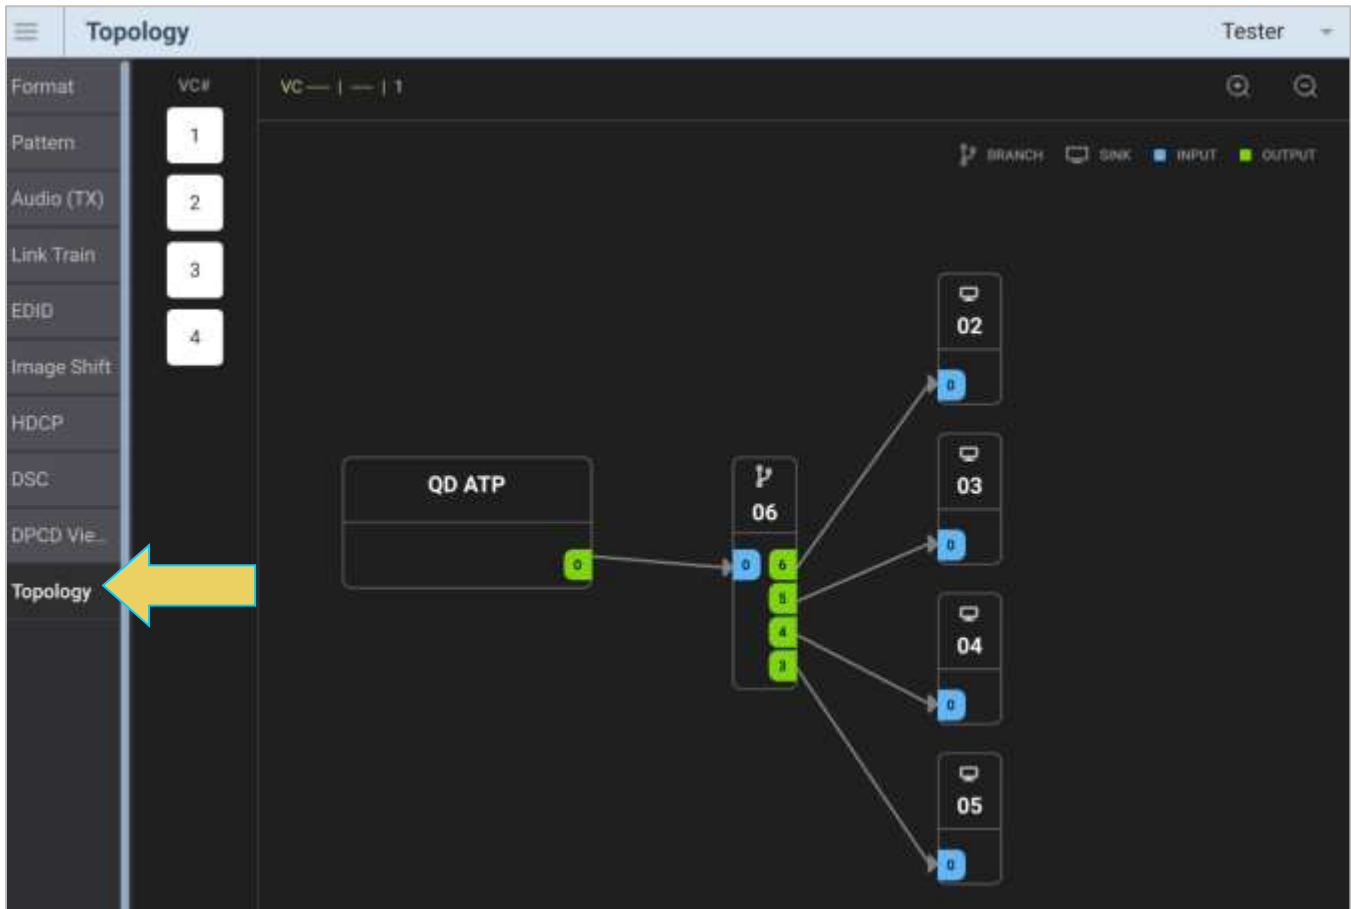 Topology
Tester
Format
Pattern
Audio (TX)
Link Train
EDID
Image Shift
HDCP
DSC
DPCD Vie...
Topology
VC#
1
2
3
4
VC — | — | 1
BRANCH SINK INPUT OUTPUT
QD ATP
0
06
0 6
5
4
3
02
0
03
0
04
0
05
0